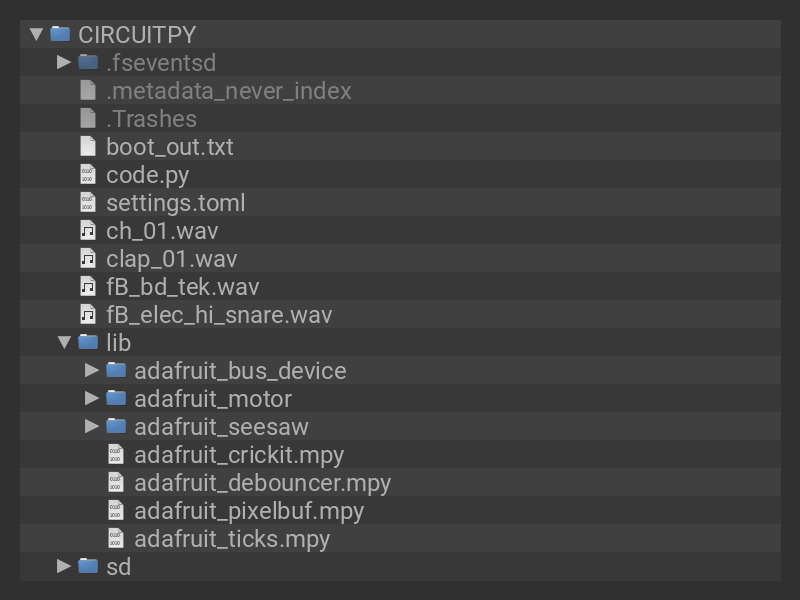 CIRCUITPY
.fseventsd
.metadata_never_index
.Trashes
boot_out.txt
code.py
settings.toml
ch_01.wav
clap_01.wav
fB_bd_tek.wav
fB_elec_hi_snare.wav
lib
adafruit_bus_device
adafruit_motor
adafruit_seesaw
adafruit_crickit.mpy
adafruit_debouncer.mpy
adafruit_pixelbuf.mpy
adafruit_ticks.mpy
sd